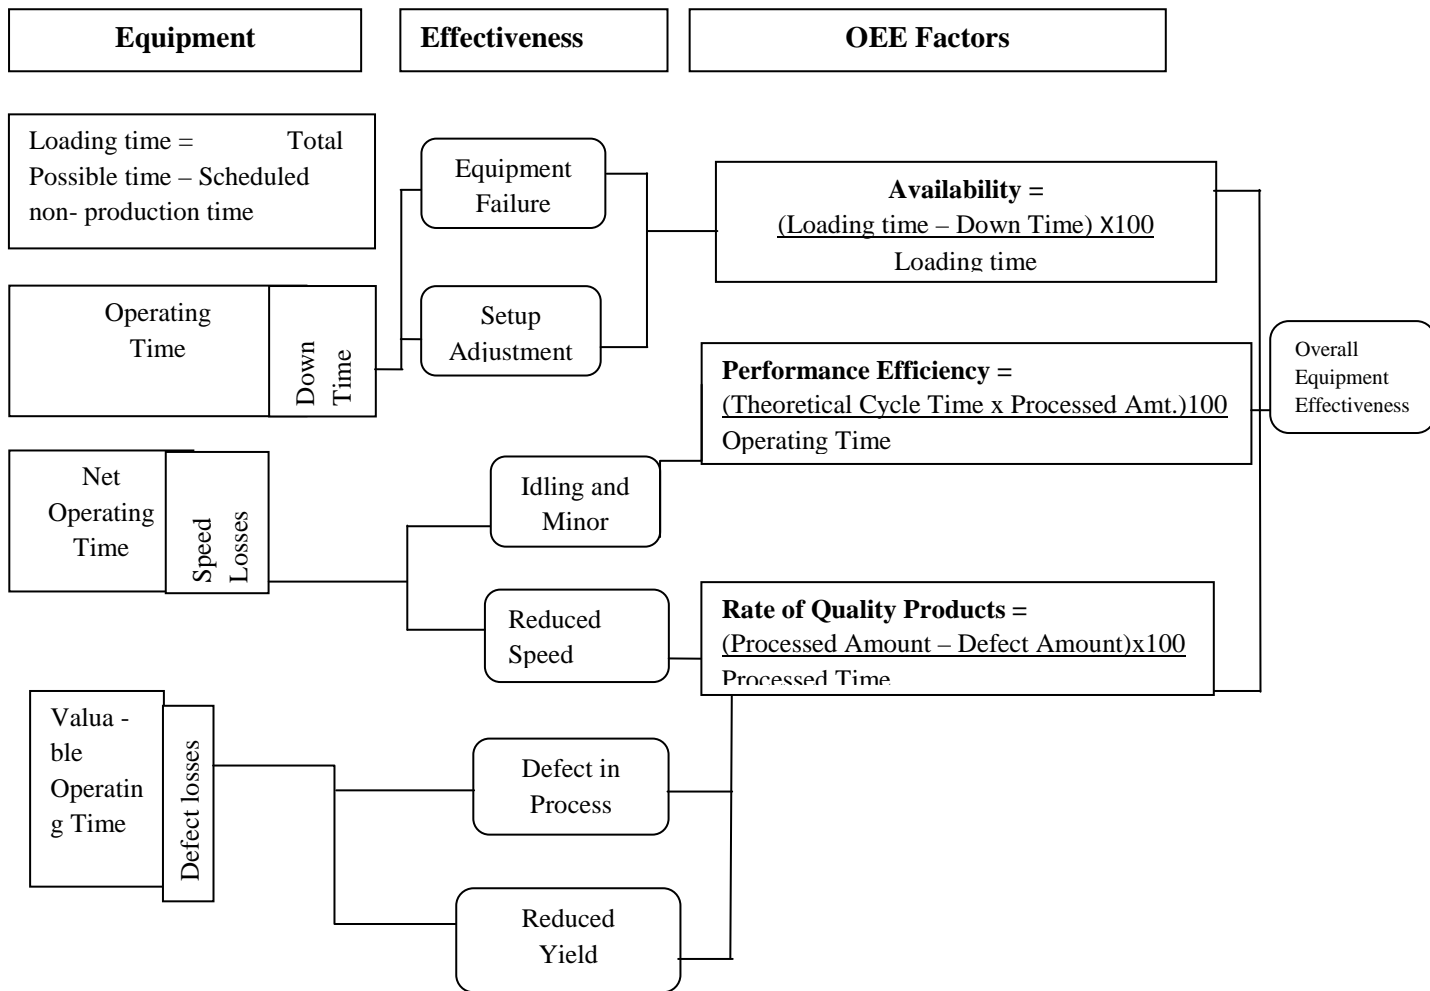 Equipment
Effectiveness
OEE Factors
Loading time = Total
Possible time – Scheduled
non- production time
Equipment
Failure
Availability =
(Loading time – Down Time) X100
Loading time
Operating
Time
Down
Time
Setup
Adjustment
Performance Efficiency =
(Theoretical Cycle Time x Processed Amt.)100
Operating Time
Overall
Equipment
Effectiveness
Net
Operating
Time
Speed
Losses
Idling and
Minor
Reduced
Speed
Rate of Quality Products =
(Processed Amount – Defect Amount)x100
Processed Time
Valua -
ble
Operatin
g Time
Defect losses
Defect in
Process
Reduced
Yield